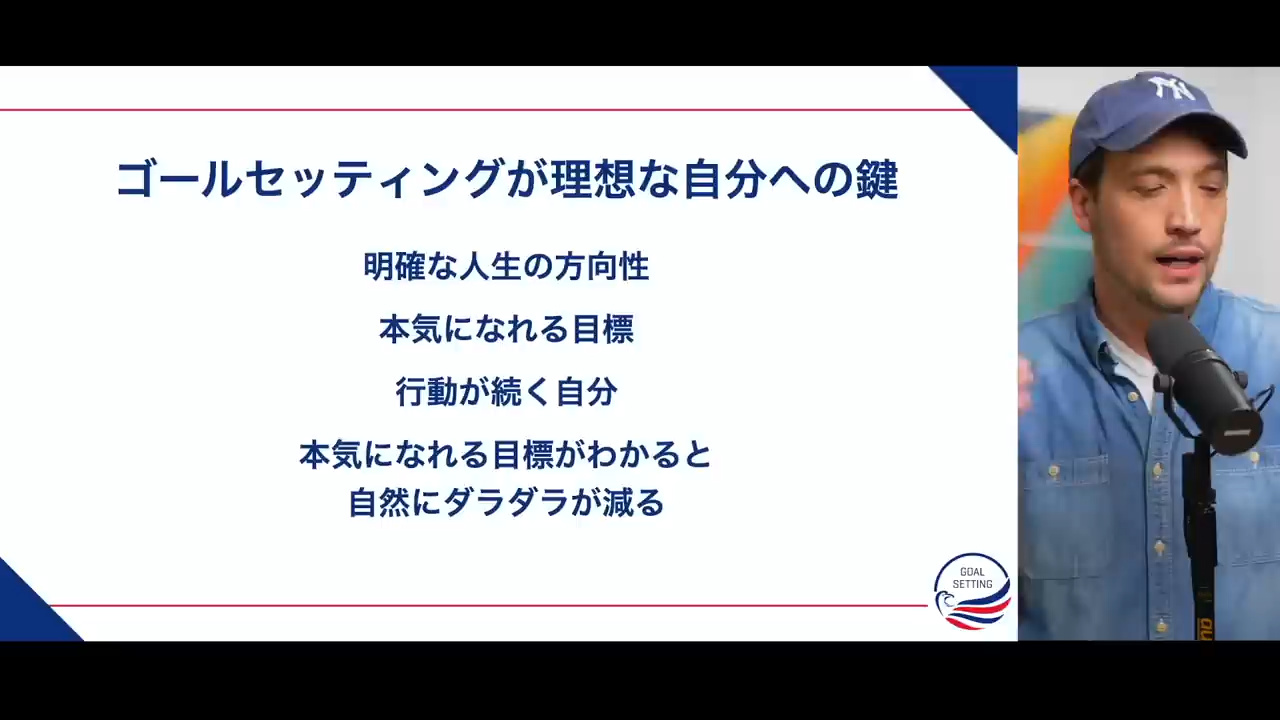 ゴールセッティングが理想な自分への鍵
明確な人生の方向性
本気になれる目標
行動が続く自分
本気になれる目標がわかると
自然にダラダラが減る
GOAL
SETTING
NY